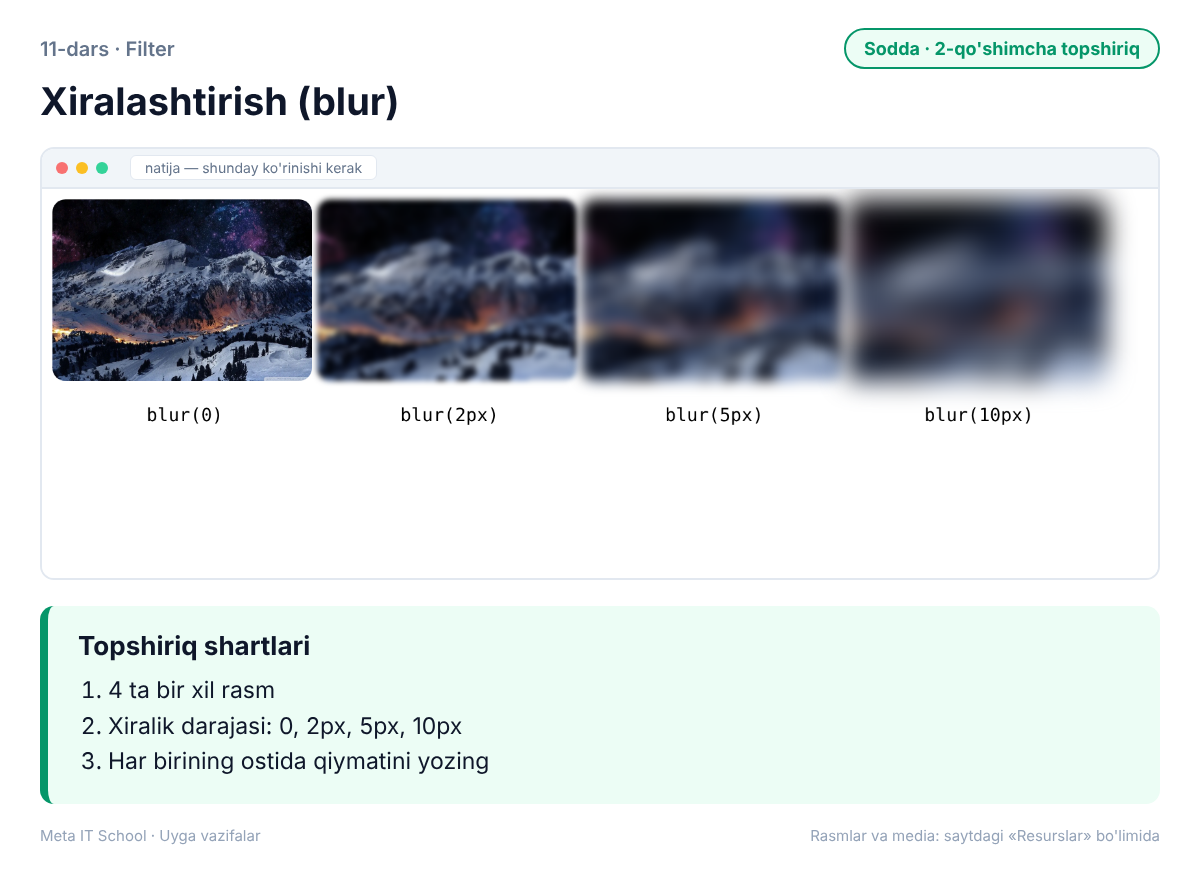 11-dars · Filter
Sodda · 2-qo'shimcha topshiriq
Xiralashtirish (blur)
natija — shunday ko'rinishi kerak
blur(0)
blur(2px)
blur(5px)
blur(10px)
Topshiriq shartlari
1. 4 ta bir xil rasm
2. Xiralik darajasi: 0, 2px, 5px, 10px
3. Har birining ostida qiymatini yozing
Meta IT School · Uyga vazifalar
Rasmlar va media: saytdagi «Resurslar» bo'limida